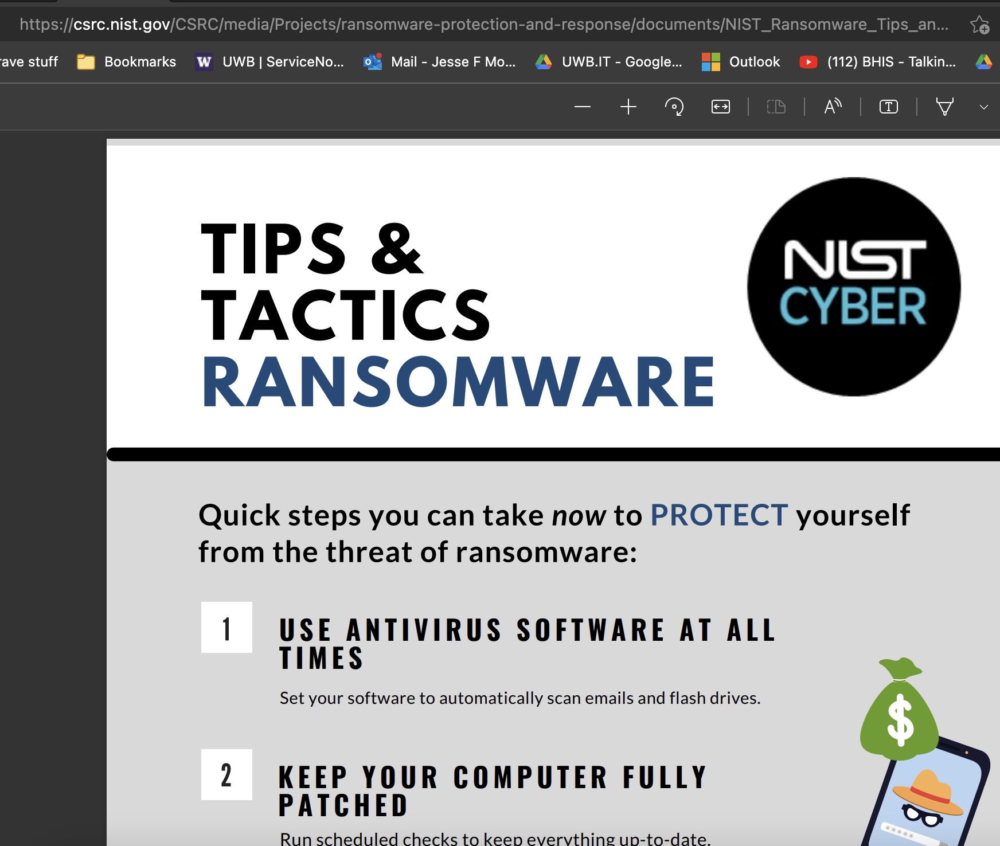 https://csrc.nist.gov/CSRC/media/Projects/ransomware-protection-and-response/documents/NIST_Ransomware_Tips_an...
rave stuff Bookmarks W UWB | ServiceNo... Mail - Jesse F Mo... UWB.IT - Google... Outlook (112) BHIS - Talkin...
TIPS &
TACTICS
RANSOMWARE
NIST
CYBER
Quick steps you can take now to PROTECT yourself
from the threat of ransomware:
1
USE ANTIVIRUS SOFTWARE AT ALL
TIMES
Set your software to automatically scan emails and flash drives.
$
2
KEEP YOUR COMPUTER FULLY
PATCHED
Run scheduled checks to keep everything up-to-date.
*****